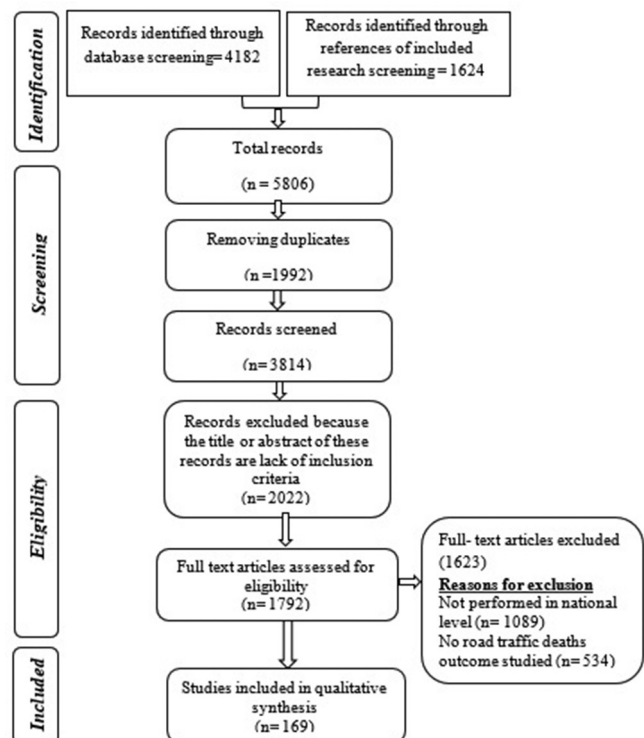 Identification
Records identified through
database screening= 4182
Records identified through
references of included
research screening = 1624
Total records
(n = 5806)
Screening
Removing duplicates
(n=1992)
Records screened
(n=3814)
Eligibility
Records excluded because
the title or abstract of these
records are lack of inclusion
criteria
(n=2022)
Full text articles assessed for
eligibility
(n=1792)
Full- text articles excluded
(1623)
Reasons for exclusion
Not performed in national
level (n= 1089)
No road traffic deaths
outcome studied (n=534)
Included
Studies included in qualitative
synthesis
(n=169)